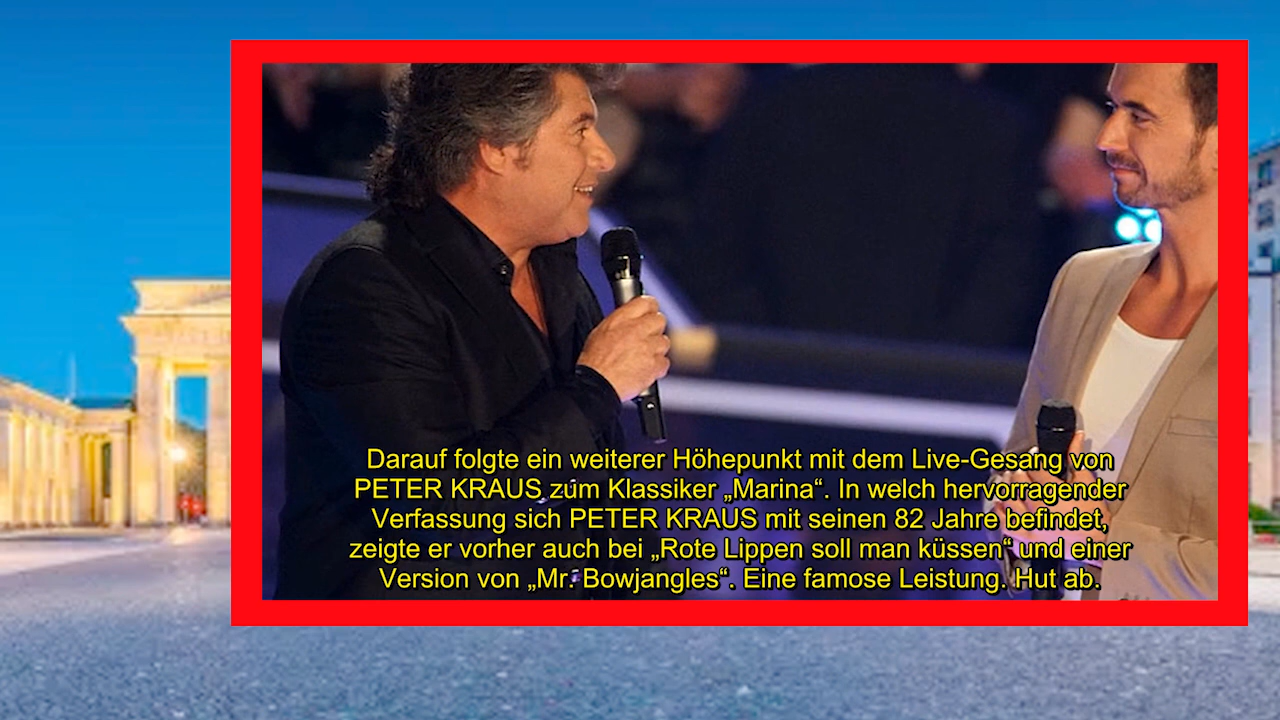 Darauf folgte ein weiterer Höhepunkt mit dem Live-Gesang von
PETER KRAUS zum Klassiker „Marina“. In welch hervorragender
Verfassung sich PETER KRAUS mit seinen 82 Jahre befindet,
zeigte er vorher auch bei „Rote Lippen soll man küssen“ und einer
Version von „Mr. Bowjangles“. Eine famose Leistung. Hut ab.